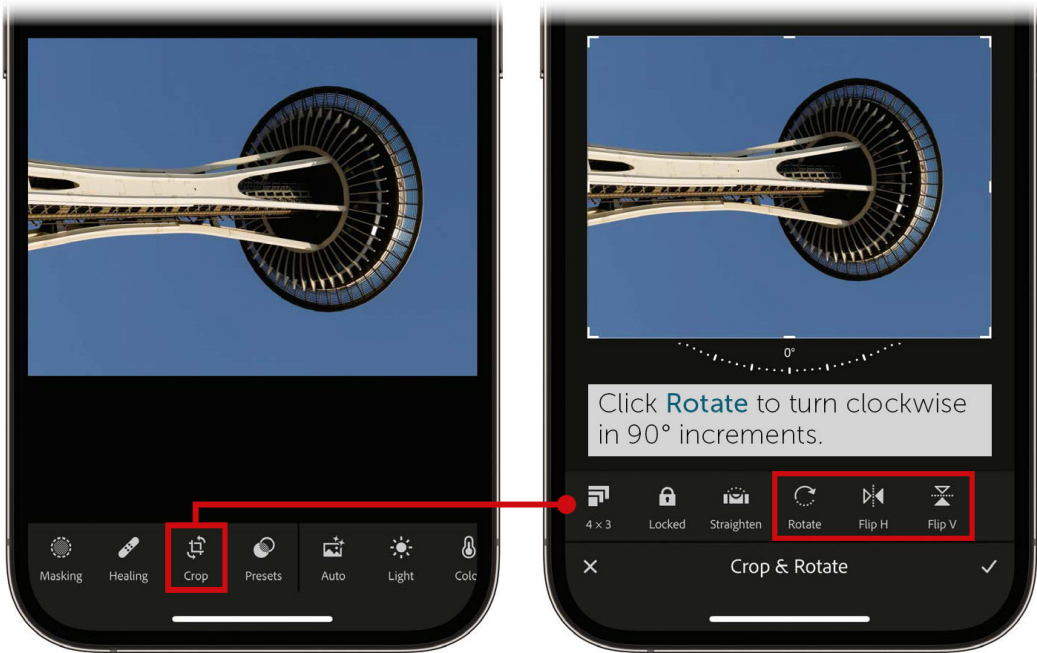 Masking
Healing
Crop
Presets
Auto
Light
Colo
0°
Click Rotate to turn clockwise
in 90° increments.
4 × 3
Locked
Straighten
Rotate
Flip H
Flip V
Crop & Rotate